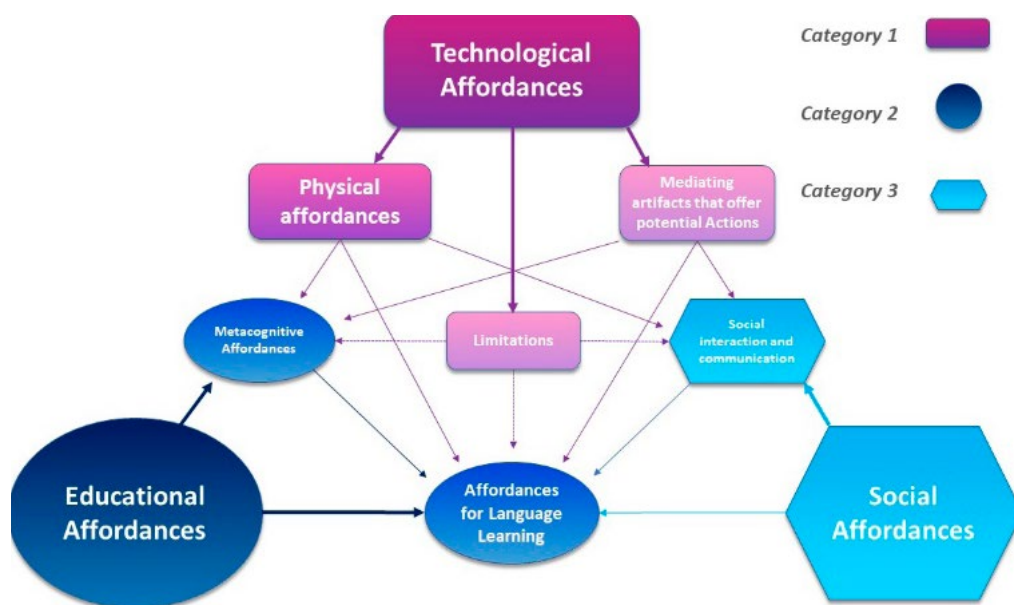 Technological
Affordances
Category 1
Category 2
Category 3
Physical
affordances
Mediating
artifacts that offer
potential Actions
Metacognitive
Affordances
Limitations
Social
interaction and
communication
Educational
Affordances
Affordances
for Language
Learning
Social
Affordances